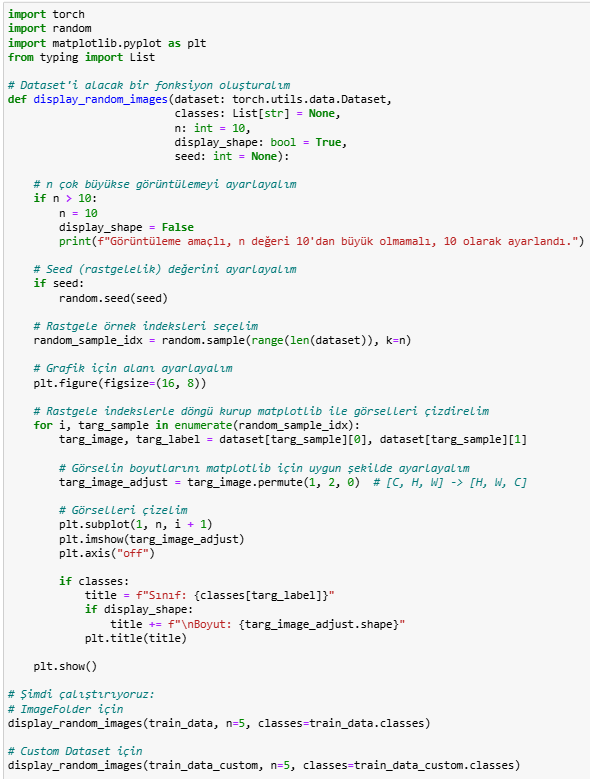 import torch
import random
import matplotlib.pyplot as plt
from typing import List

# Dataset'i alacak bir fonksiyon oluşturalım
def display_random_images(dataset: torch.utils.data.Dataset,
                          classes: List[str] = None,
                          n: int = 10,
                          display_shape: bool = True,
                          seed: int = None):

    # n çok büyükse görüntülemeyi ayarlayalım
    if n > 10:
        n = 10
        display_shape = False
        print(f"Görüntüleme amaçlı, n değeri 10'dan büyük olmamalı, 10 olarak ayarlandı.")

    # Seed (rastgelelik) değerini ayarlayalım
    if seed:
        random.seed(seed)

    # Rastgele örnek indeksleri seçelim
    random_sample_idx = random.sample(range(len(dataset)), k=n)

    # Grafik için alanı ayarlayalım
    plt.figure(figsize=(16, 8))

    # Rastgele indekslerle döngü kurup matplotlib ile görselleri çizdirelim
    for i, targ_sample in enumerate(random_sample_idx):
        targ_image, targ_label = dataset[targ_sample][0], dataset[targ_sample][1]

        # Görselin boyutlarını matplotlib için uygun şekilde ayarlayalım
        targ_image_adjust = targ_image.permute(1, 2, 0)  # [C, H, W] -> [H, W, C]

        # Görselleri çizelim
        plt.subplot(1, n, i + 1)
        plt.imshow(targ_image_adjust)
        plt.axis("off")

        if classes:
            title = f"Sınıf: {classes[targ_label]}"
            if display_shape:
                title += f"\nBoyut: {targ_image_adjust.shape}"
            plt.title(title)

    plt.show()

# Şimdi çalıştırıyoruz:
# ImageFolder için
display_random_images(train_data, n=5, classes=train_data.classes)

# Custom Dataset için
display_random_images(train_data_custom, n=5, classes=train_data_custom.classes)